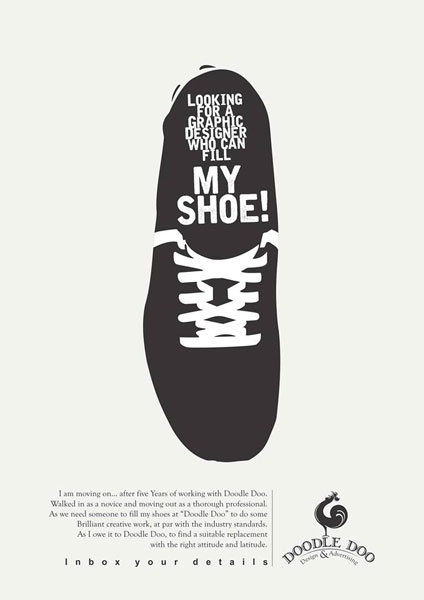 LOOKING
FOR A
GRAPHIC
DESIGNER
WHO CAN
FILL
MY
SHOE!
I am moving on... after five Years of working with Doodle Doo.
Walked in as a novice and moving out as a thorough professional.
As we need someone to fill my shoes at “Doodle Doo” to do some
Brilliant creative work, at par with the industry standards.
As I owe it to Doodle Doo, to find a suitable replacement
with the right attitude and latitude.
Inbox your details
DOODLE DOO
Design & Advertising